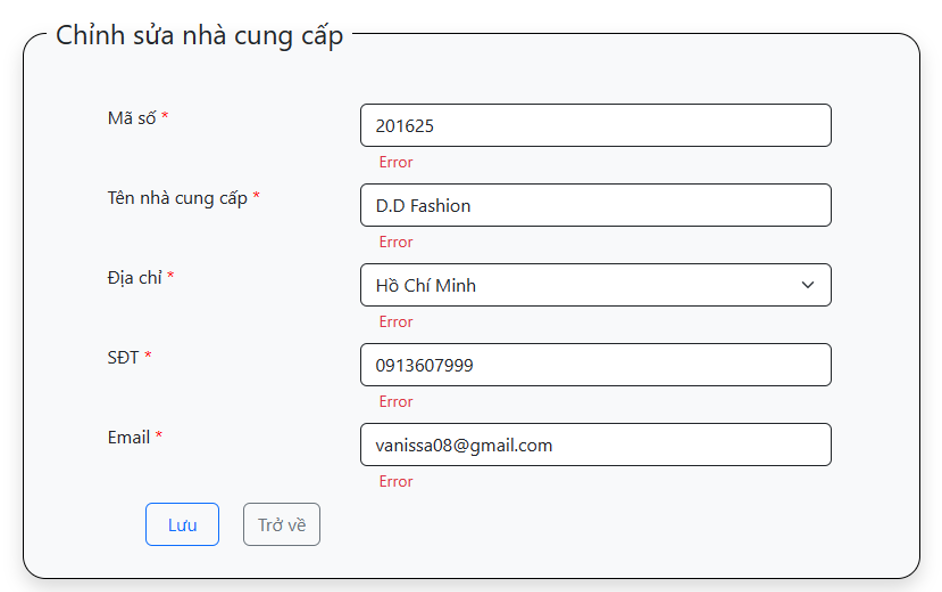 Chỉnh sửa nhà cung cấp
Mã số *
201625
Error
Tên nhà cung cấp *
D.D Fashion
Error
Địa chỉ *
Hồ Chí Minh
Error
SĐT *
0913607999
Error
Email *
vanissa08@gmail.com
Error
Lưu
Trở về